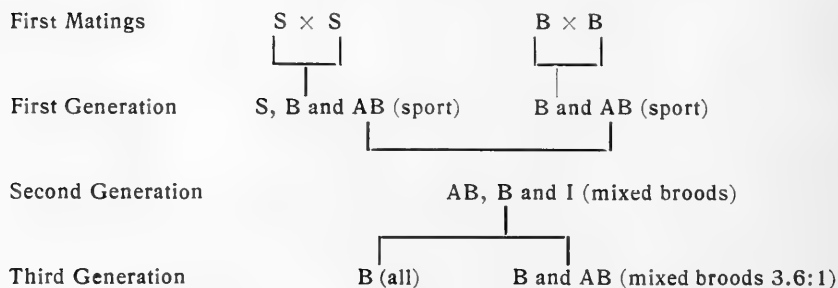 First Matings S × S B × B
First Generation S, B and AB (sport) B and AB (sport)
Second Generation AB, B and I (mixed broods)
Third Generation B (all) B and AB (mixed broods 3.6:1)